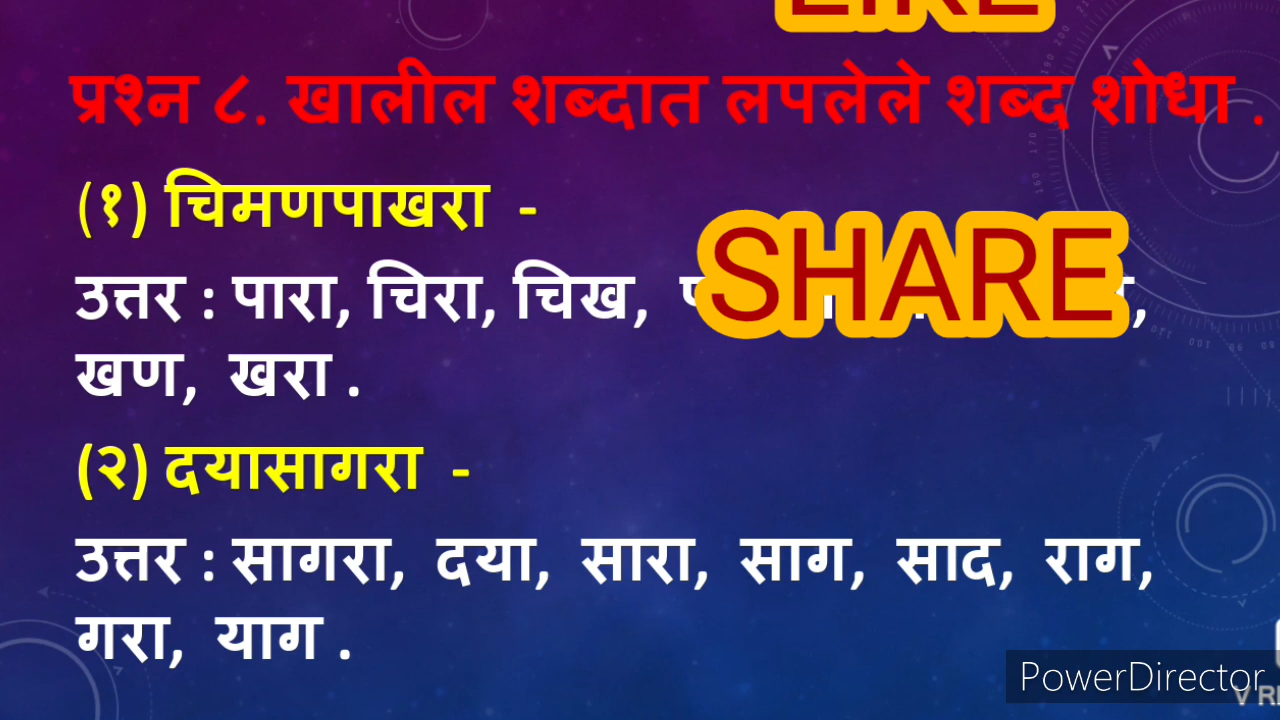 LIKE
प्रश्न ८. खालील शब्दात लपलेले शब्द शोधा .
(१) चिमणपाखरा -
SHARE
उत्तर : पारा, चिरा, चिख,
खण, खरा .
(२) दयासागरा -
उत्तर : सागरा, दया, सारा, साग, साद, राग,
गरा, याग .
PowerDirector